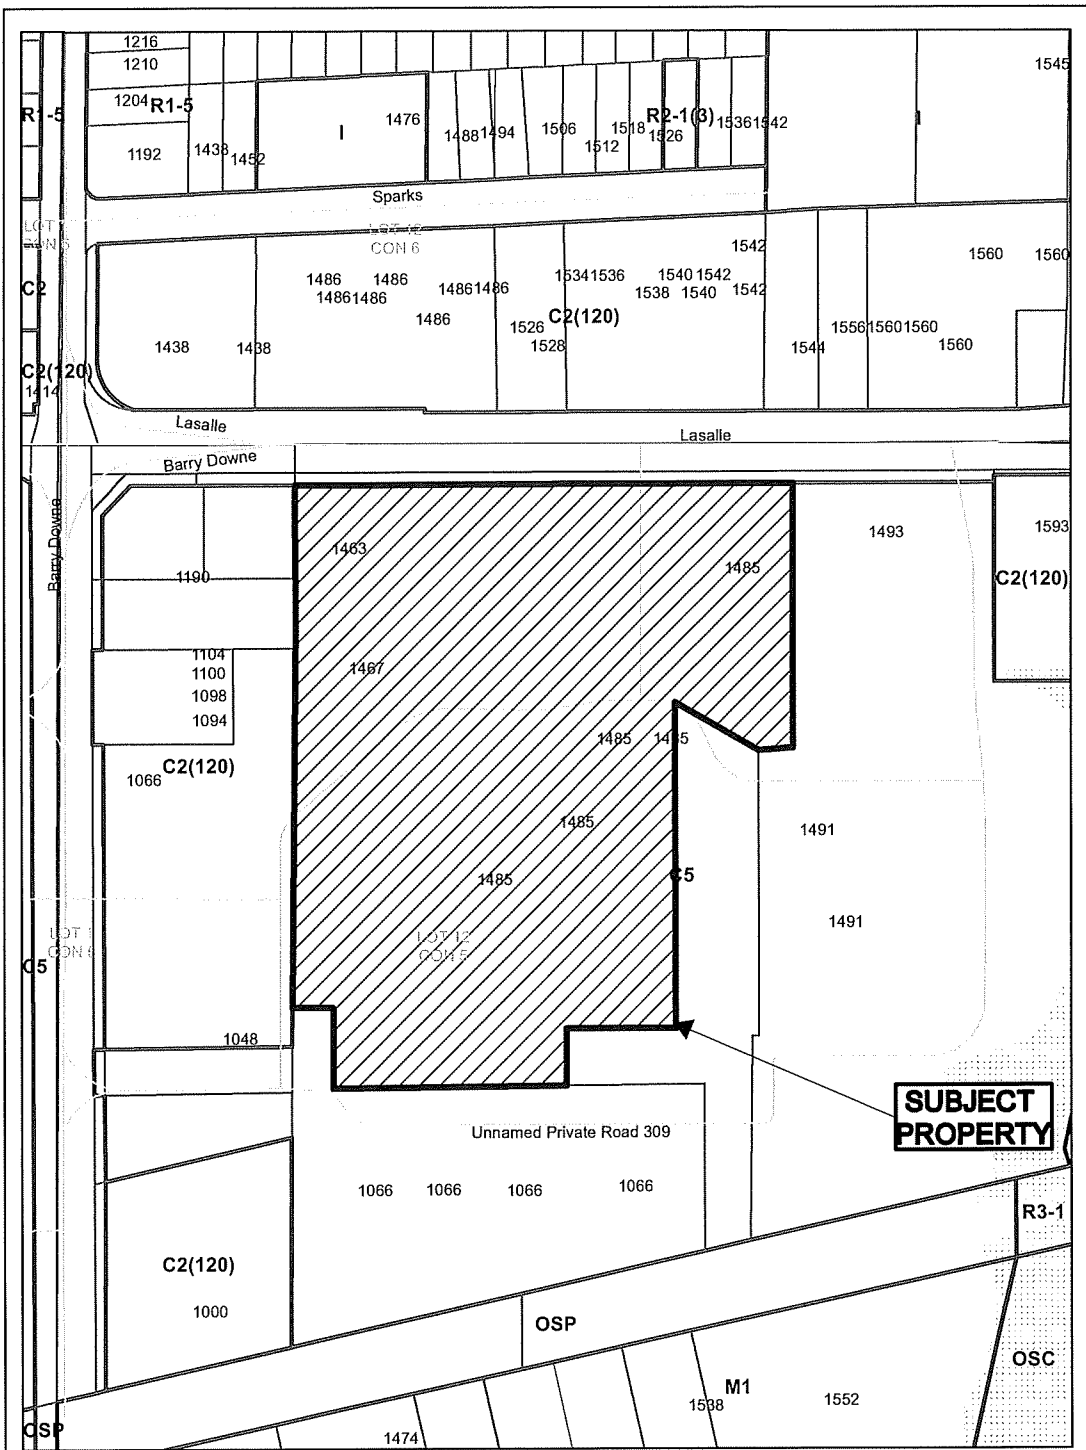 1216
1210
1545
1204
R1-5
R1-5
1476
I
R2-1(3)
I
1488
1494
1506
1518
1526
1536
1542
1192
1438
1452
1512
Sparks
LOT 12
CON 6
1542
1560
1560
C2
1486
1486
1534
1536
1540
1542
1486
1486
1486
1486
1538
1540
1542
1486
1526
C2(120)
1556
1560
1560
1438
1438
1528
1544
1560
C2(120)
1414
Lasalle
Lasalle
Barry Downe
Barry Downe
1463
1493
1593
1190
1485
C2(120)
1104
1467
1100
1098
1094
1485
1485
C2(120)
1066
1485
1491
1485
C5
1491
LOT 12
CON 5
C5
1048
SUBJECT
PROPERTY
Unnamed Private Road 309
1066
1066
1066
1066
R3-1
C2(120)
1000
OSP
OSC
M1
1538
1552
OSP
1474